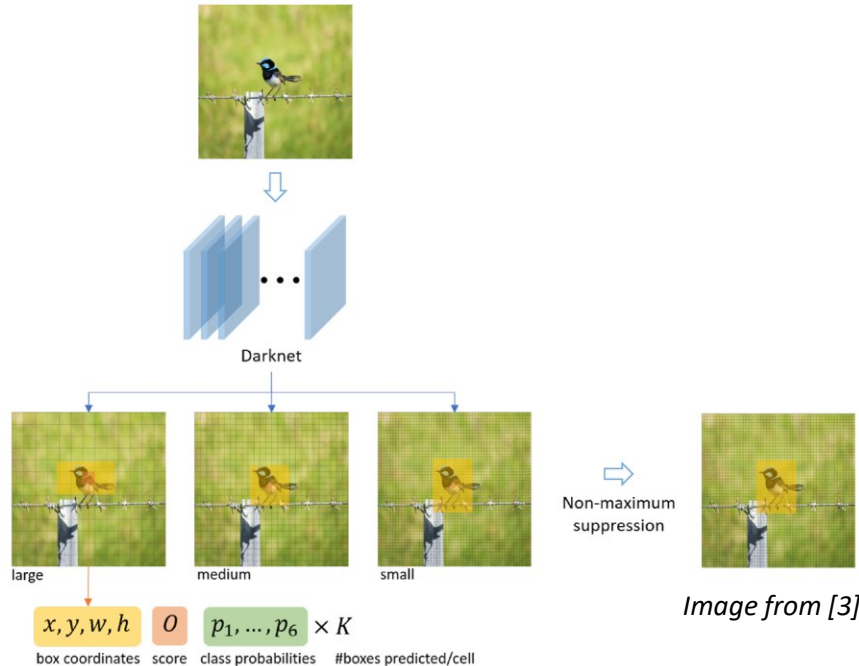 Darknet
large
medium
small
Non-maximum
suppression
x, y, w, h O p₁, …, p₆ × K
box coordinates score class probabilities #boxes predicted/cell
Image from [3]